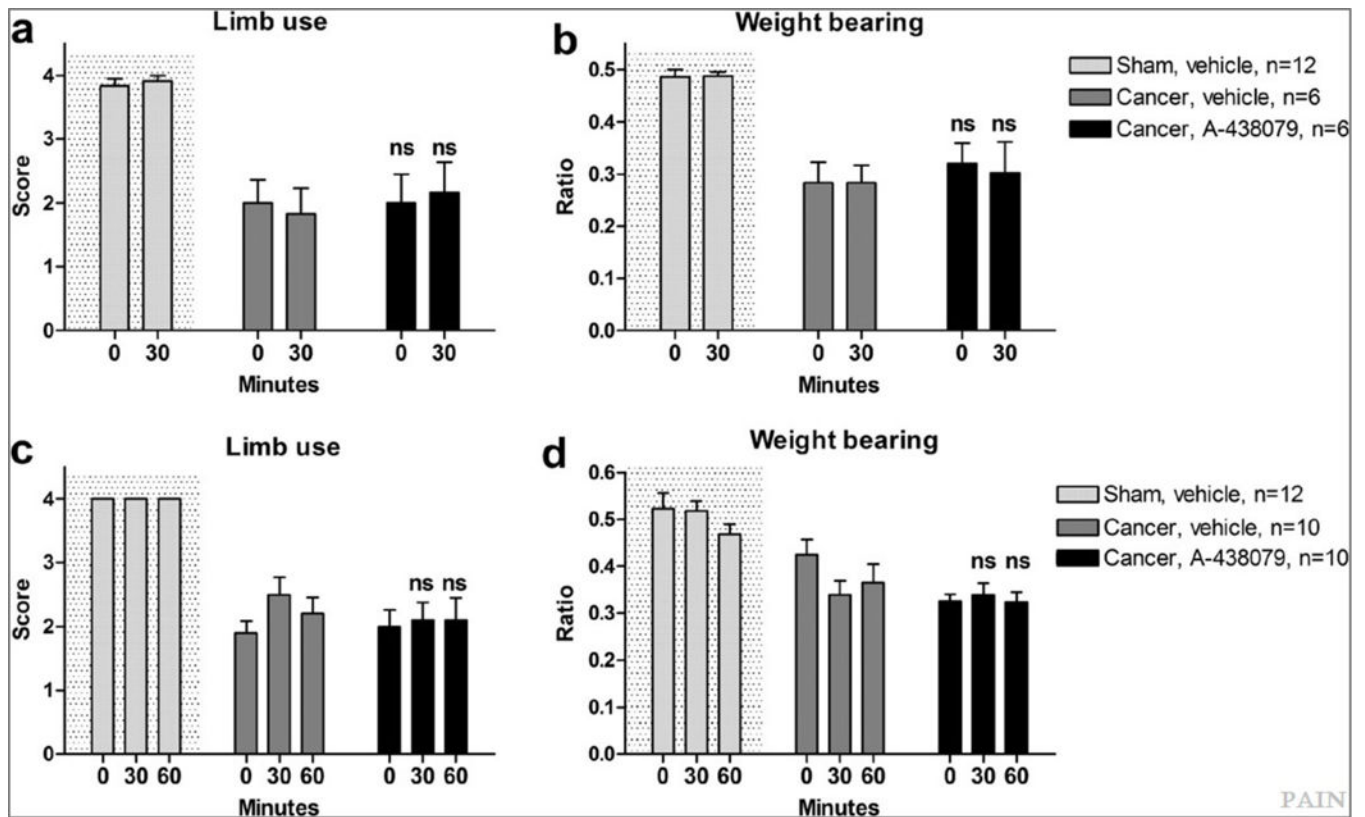 a
Limb use
Score
4
3
2
1
0
ns ns
0 30 0 30 0 30
Minutes
b
Weight bearing
Ratio
0.5
0.4
0.3
0.2
0.1
0.0
ns ns
0 30 0 30 0 30
Minutes
Sham, vehicle, n=12
Cancer, vehicle, n=6
Cancer, A-438079, n=6
c
Limb use
Score
4
3
2
1
0
ns ns
0 30 60 0 30 60 0 30 60
Minutes
d
Weight bearing
Ratio
0.6
0.5
0.4
0.3
0.2
0.1
0.0
ns ns
0 30 60 0 30 60 0 30 60
Minutes
Sham, vehicle, n=12
Cancer, vehicle, n=10
Cancer, A-438079, n=10
PAIN